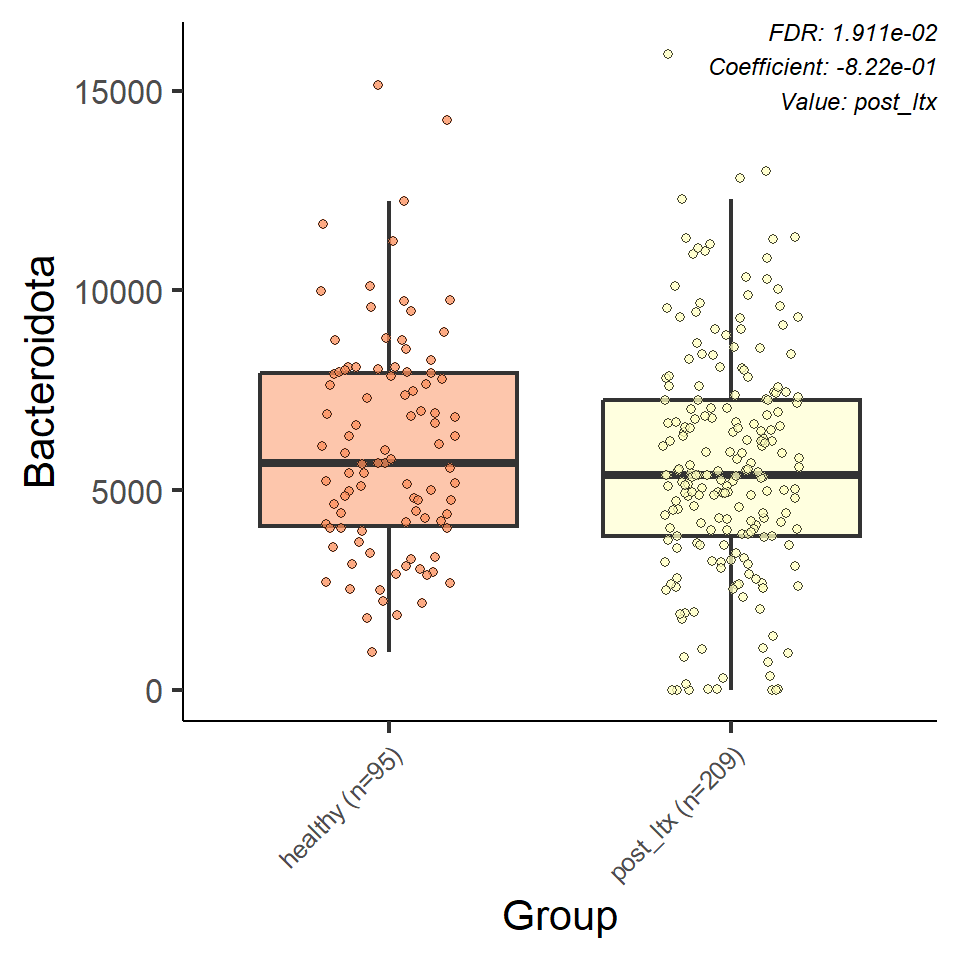 FDR: 1.911e-02
Coefficient: -8.22e-01
Value: post_ltx
15000
10000
5000
0
Bacteroidota
healthy (n=95)
post_ltx (n=209)
Group